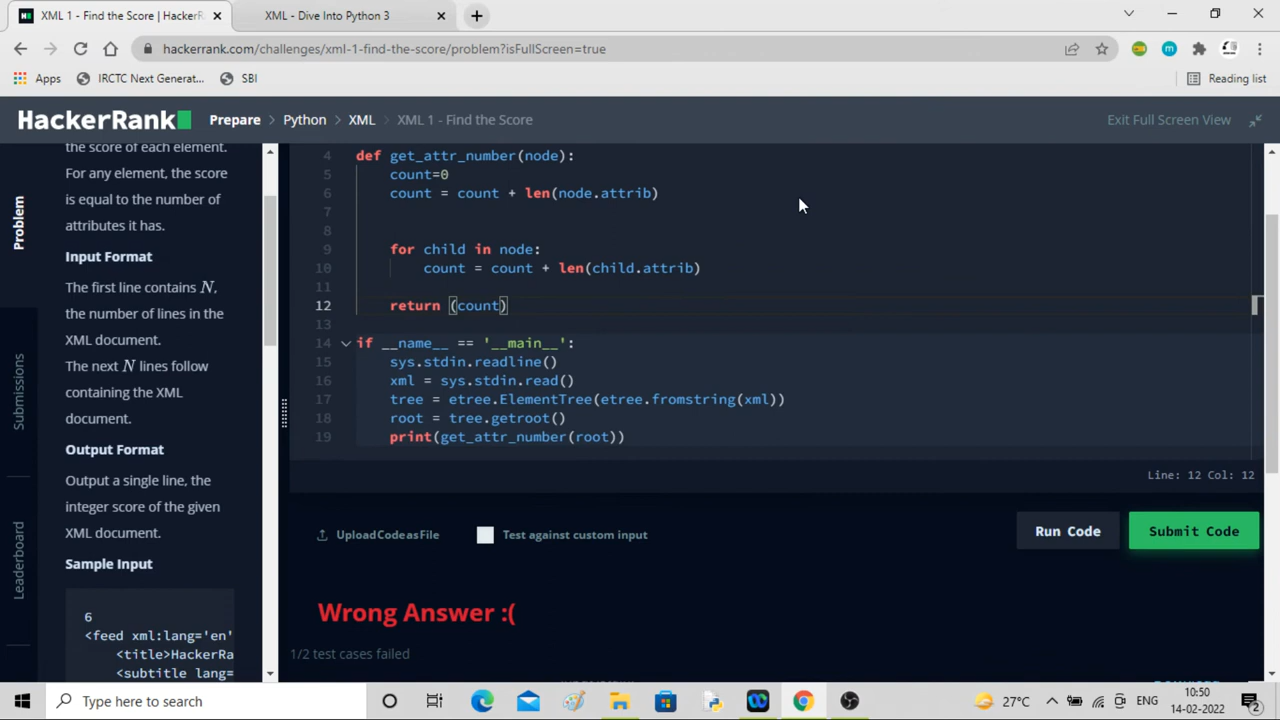 XML 1 - Find the Score | HackerR
XML - Dive Into Python 3
hackerrank.com/challenges/xml-1-find-the-score/problem?isFullScreen=true
Apps
IRCTC Next Generat...
SBI
Reading list
HackerRank
Prepare > Python > XML > XML 1 - Find the Score
Exit Full Screen View
Problem
Submissions
Leaderboard
the score of each element.
For any element, the score
is equal to the number of
attributes it has.
Input Format
The first line contains N,
the number of lines in the
XML document.
The next N lines follow
containing the XML
document.
Output Format
Output a single line, the
integer score of the given
XML document.
Sample Input
6
<feed xml:lang='en'
<title>HackerRa
<subtitle lang=
4 def get_attr_number(node):
5 count=0
6 count = count + len(node.attrib)
7
8
9 for child in node:
10 count = count + len(child.attrib)
11
12 return (count)
13
14 if __name__ == '__main__':
15 sys.stdin.readline()
16 xml = sys.stdin.read()
17 tree = etree.ElementTree(etree.fromstring(xml))
18 root = tree.getroot()
19 print(get_attr_number(root))
Line: 12 Col: 12
Upload Code as File
Test against custom input
Run Code
Submit Code
Wrong Answer :(
1/2 test cases failed
Type here to search
27°C
ENG
10:50
14-02-2022
2